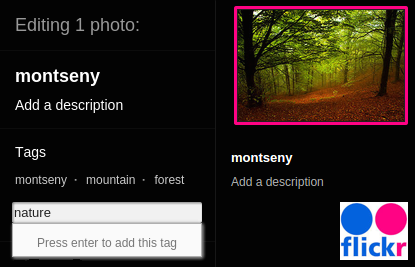 Editing 1 photo:
montseny
Add a description
Tags
montseny · mountain · forest
nature
Press enter to add this tag
montseny
Add a description
flickr